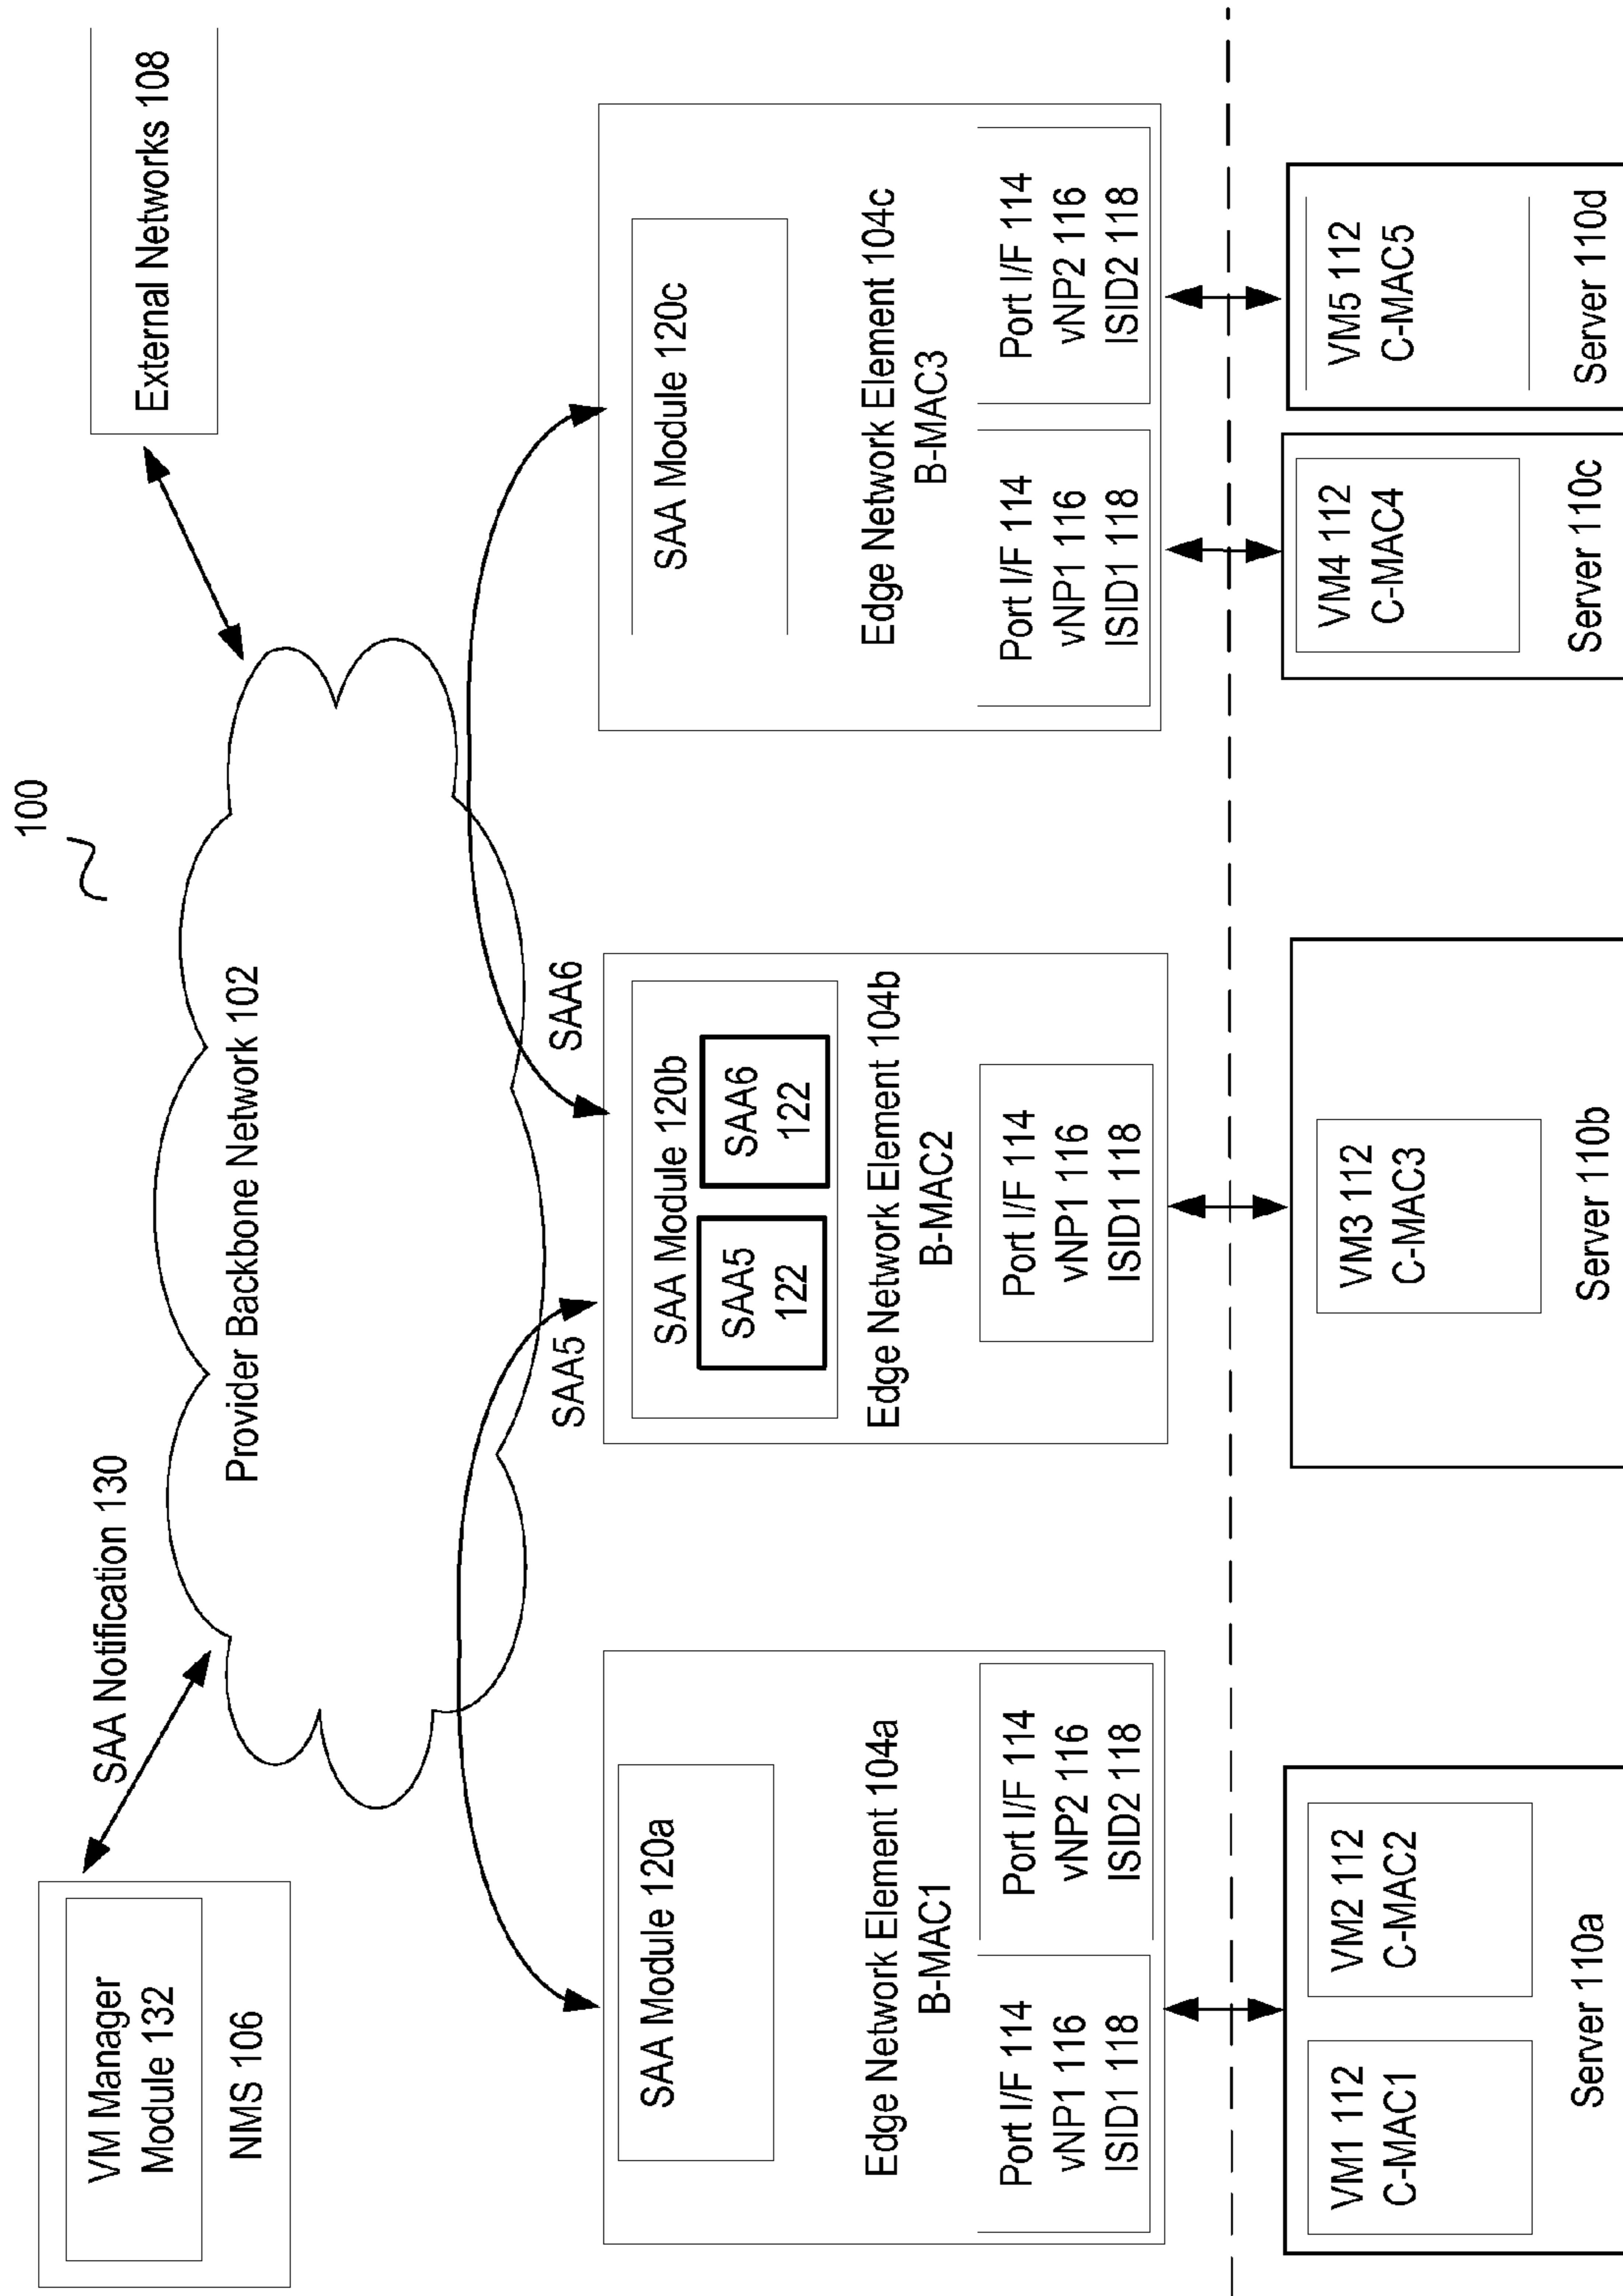 100
VM Manager
Module 132
NMS 106
SAA Notification 130
Provider Backbone Network 102
External Networks 108
SAA5
SAA6
SAA Module 120a
Edge Network Element 104a
B-MAC1
Port I/F 114
vNP1 116
ISID1 118
Port I/F 114
vNP2 116
ISID2 118
SAA Module 120b
SAA5
122
SAA6
122
Edge Network Element 104b
B-MAC2
Port I/F 114
vNP1 116
ISID1 118
SAA Module 120c
Edge Network Element 104c
B-MAC3
Port I/F 114
vNP1 116
ISID1 118
Port I/F 114
vNP2 116
ISID2 118
VM1 112
C-MAC1
VM2 112
C-MAC2
Server 110a
VM3 112
C-MAC3
Server 110b
VM4 112
C-MAC4
Server 110c
VM5 112
C-MAC5
Server 110d